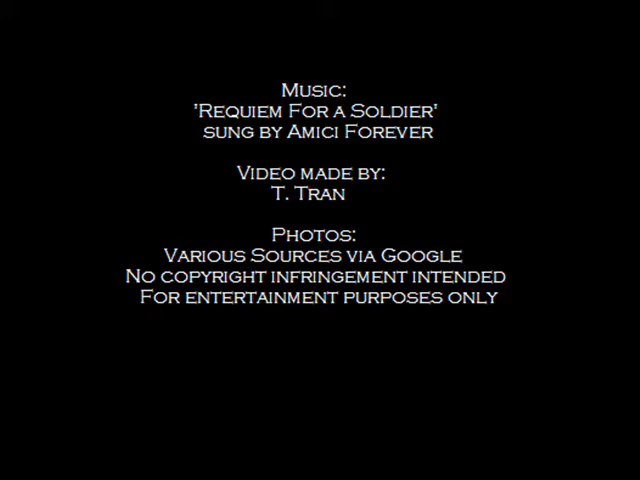 Music:
'Requiem For a Soldier'
sung by Amici Forever
Video made by:
T. Tran
Photos:
Various Sources via Google
No copyright infringement intended
For entertainment purposes only